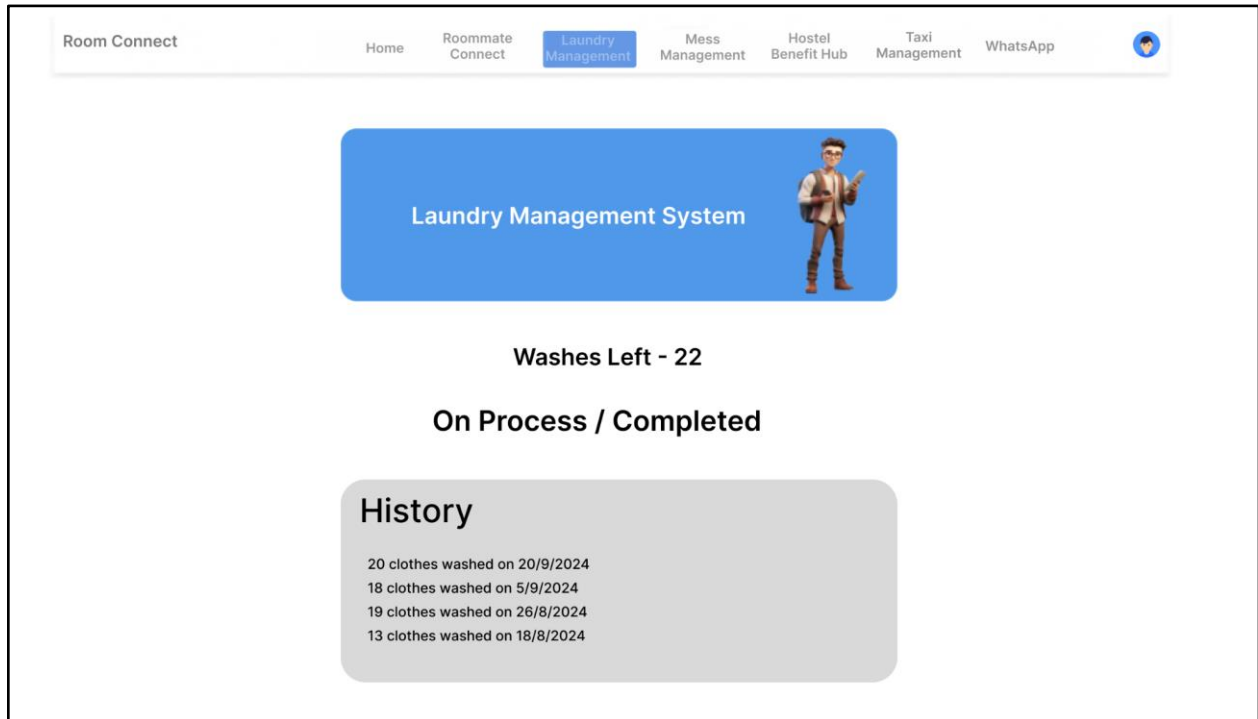 Room Connect
Home
Roommate
Connect
Laundry
Management
Mess
Management
Hostel
Benefit Hub
Taxi
Management
WhatsApp
Laundry Management System
Washes Left - 22
On Process / Completed
History
20 clothes washed on 20/9/2024
18 clothes washed on 5/9/2024
19 clothes washed on 26/8/2024
13 clothes washed on 18/8/2024